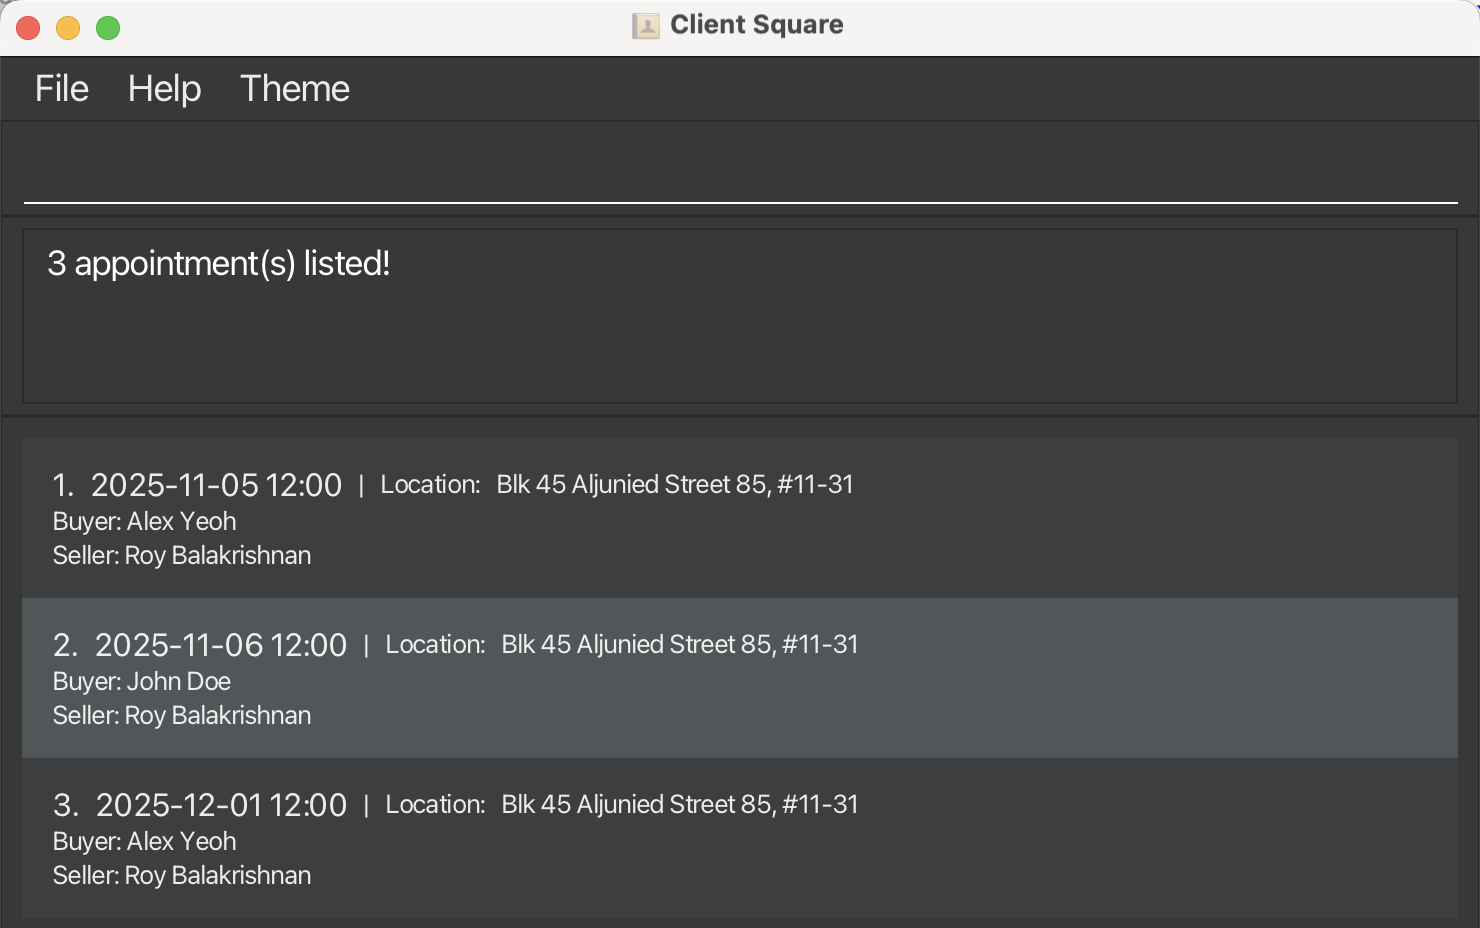 Client Square
File Help Theme
3 appointment(s) listed!
1. 2025-11-05 12:00 | Location: Blk 45 Aljunied Street 85, #11-31
Buyer: Alex Yeoh
Seller: Roy Balakrishnan
2. 2025-11-06 12:00 | Location: Blk 45 Aljunied Street 85, #11-31
Buyer: John Doe
Seller: Roy Balakrishnan
3. 2025-12-01 12:00 | Location: Blk 45 Aljunied Street 85, #11-31
Buyer: Alex Yeoh
Seller: Roy Balakrishnan